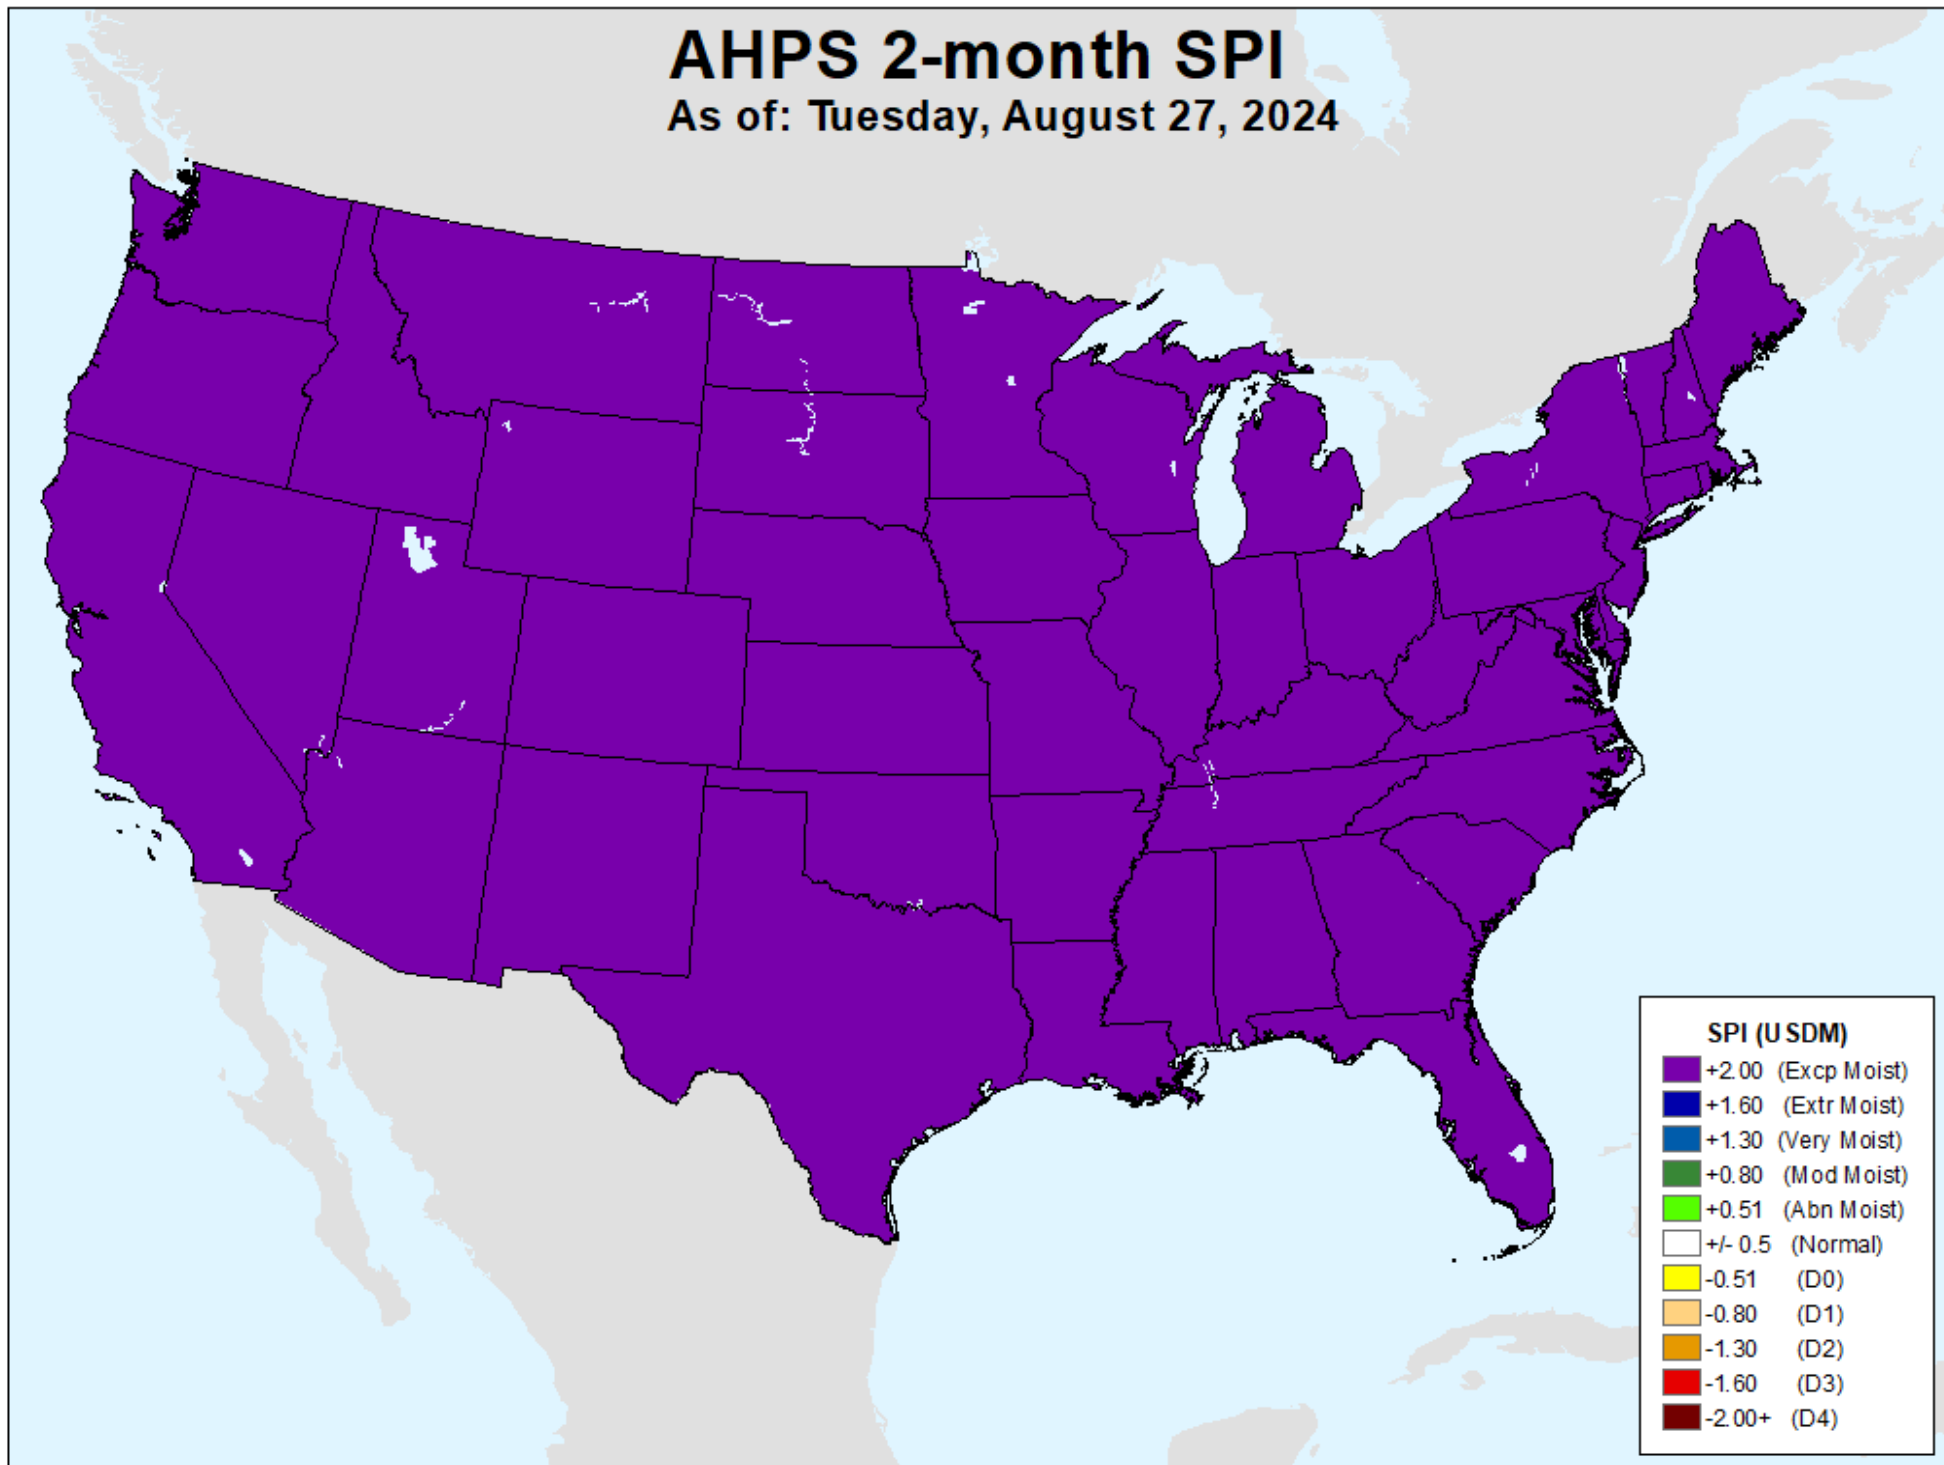 AHPS 2-month SPI
As of: Tuesday, August 27, 2024
SPI (USDM)
+2.00 (Excp Moist)
+1.60 (Extr Moist)
+1.30 (Very Moist)
+0.80 (Mod Moist)
+0.51 (Abn Moist)
+/- 0.5 (Normal)
-0.51 (D0)
-0.80 (D1)
-1.30 (D2)
-1.60 (D3)
-2.00+ (D4)